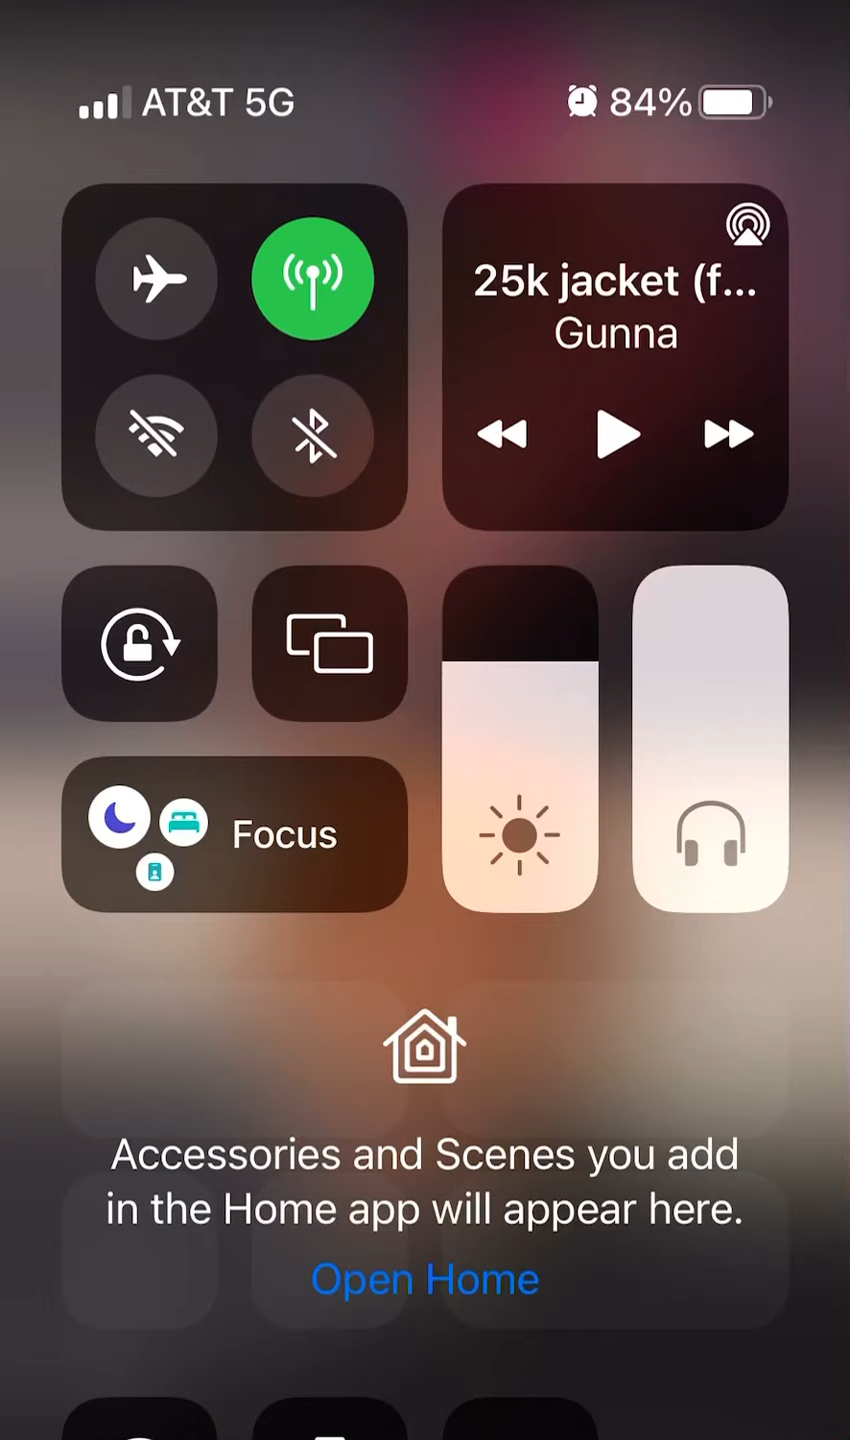 AT&T 5G
84%
25k jacket (f...
Gunna
Focus
Accessories and Scenes you add
in the Home app will appear here.
Open Home